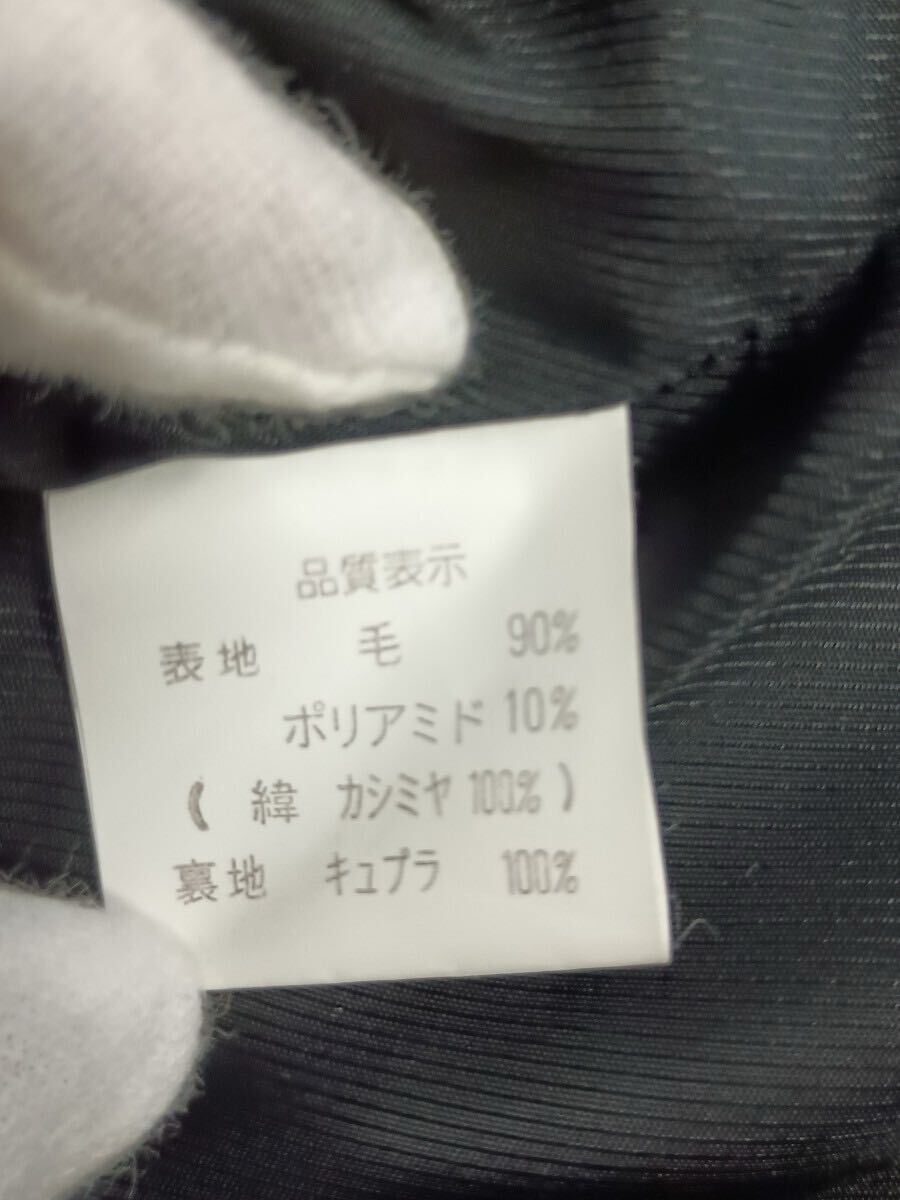 品質表示
表地 毛 90%
ポリアミド 10%
( 緯 カシミヤ 100% )
裏地 キュプラ 100%